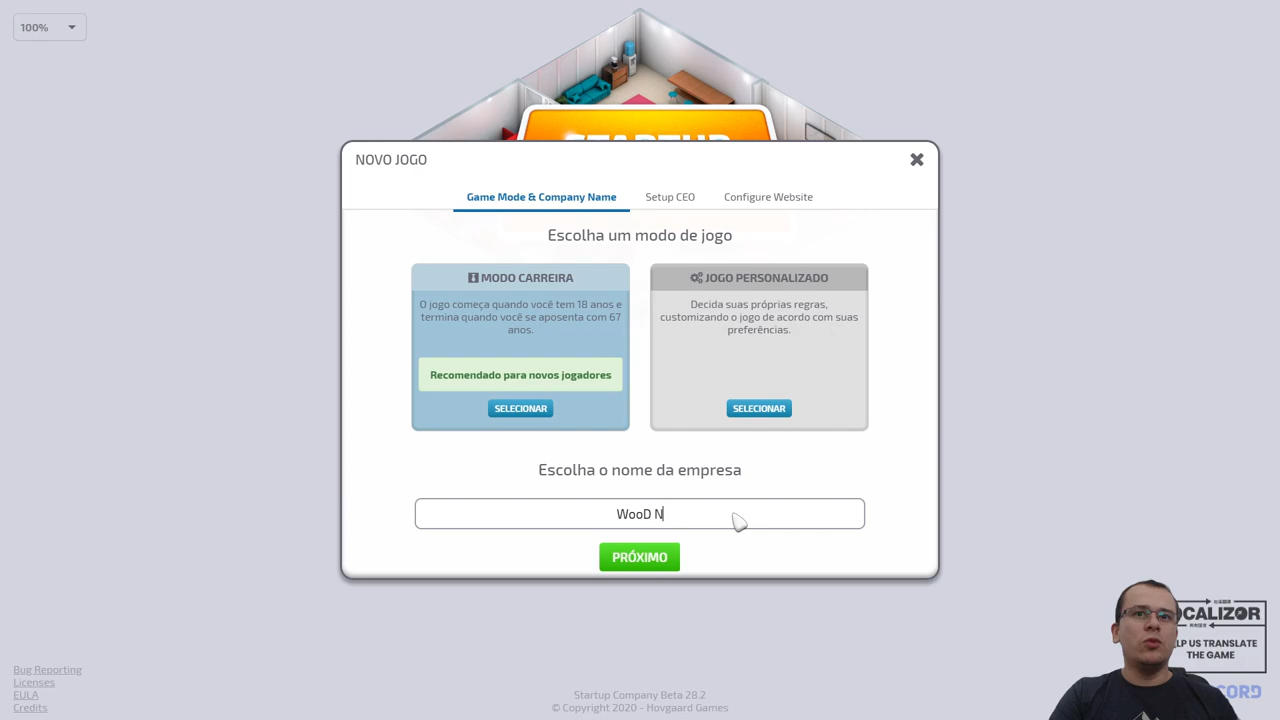 100%
STARTUP
NOVO JOGO
Game Mode & Company Name
Setup CEO
Configure Website
Escolha um modo de jogo
MODO CARREIRA
O jogo começa quando você tem 18 anos e
termina quando você se aposenta com 67
anos.
Recomendado para novos jogadores
SELECIONAR
JOGO PERSONALIZADO
Decida suas próprias regras,
customizando o jogo de acordo com suas
preferências.
SELECIONAR
Escolha o nome da empresa
WooD N
PRÓXIMO
Bug Reporting
Licenses
EULA
Credits
Startup Company Beta 28.2
© Copyright 2020 - Hovgaard Games
OCALIZOR
LP US TRANSLATE
THE GAME
CORD